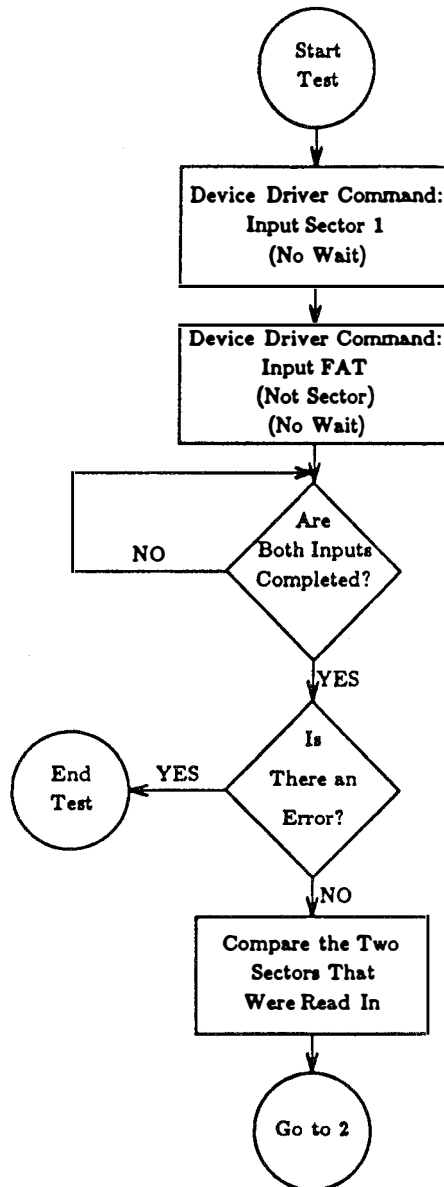 Start
Test
Device Driver Command:
Input Sector 1
(No Wait)
Device Driver Command:
Input FAT
(Not Sector)
(No Wait)
Are
Both Inputs
Completed?
NO
YES
Is
There an
Error?
YES
End
Test
NO
Compare the Two
Sectors That
Were Read In
Go to 2